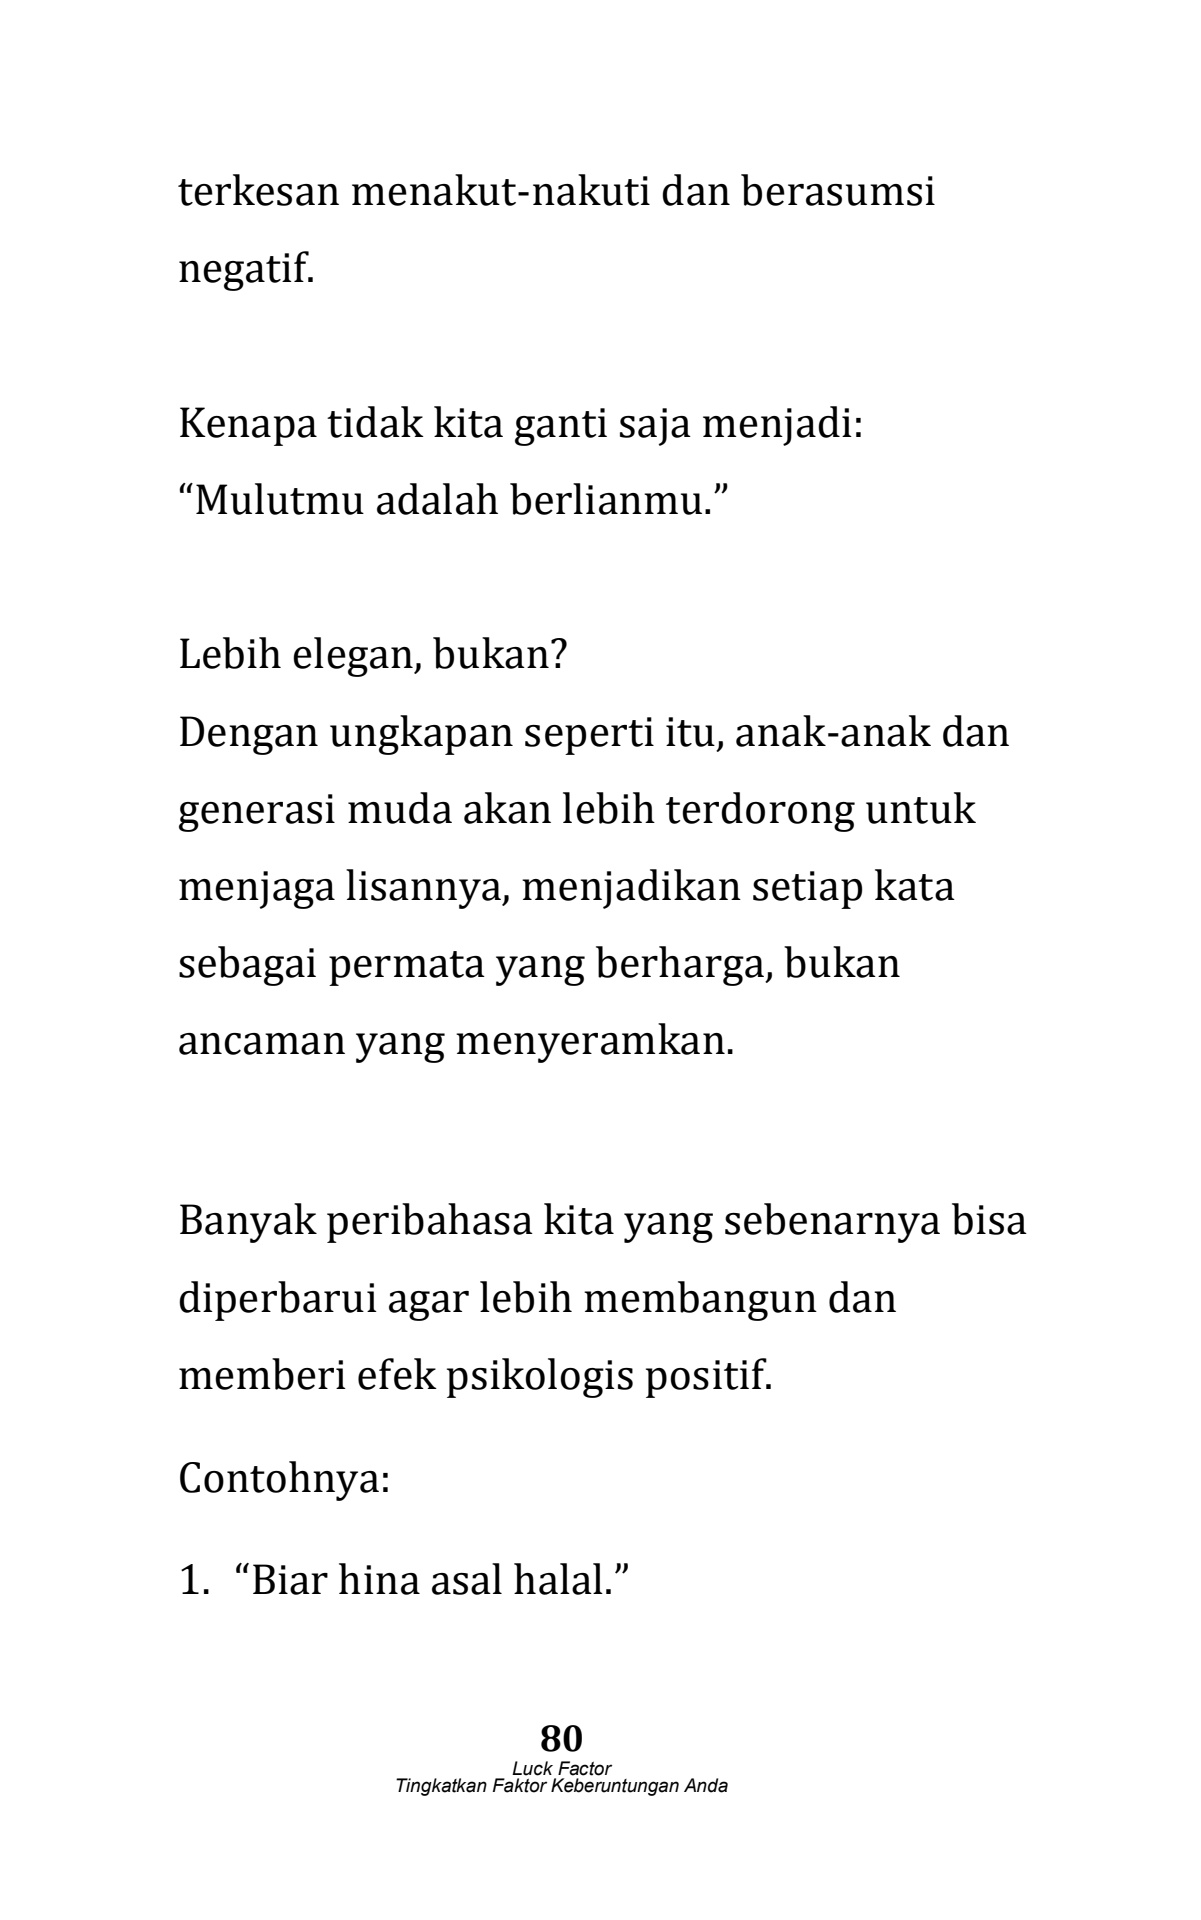 terkesan menakut-nakuti dan berasumsi
negatif.
Kenapa tidak kita ganti saja menjadi:
“Mulutmu adalah berlianmu.”
Lebih elegan, bukan?
Dengan ungkapan seperti itu, anak-anak dan
generasi muda akan lebih terdorong untuk
menjaga lisannya, menjadikan setiap kata
sebagai permata yang berharga, bukan
ancaman yang menyeramkan.
Banyak peribahasa kita yang sebenarnya bisa
diperbarui agar lebih membangun dan
memberi efek psikologis positif.
Contohnya:
1. “Biar hina asal halal.”
80
Luck Factor
Tingkatkan Faktor Keberuntungan Anda